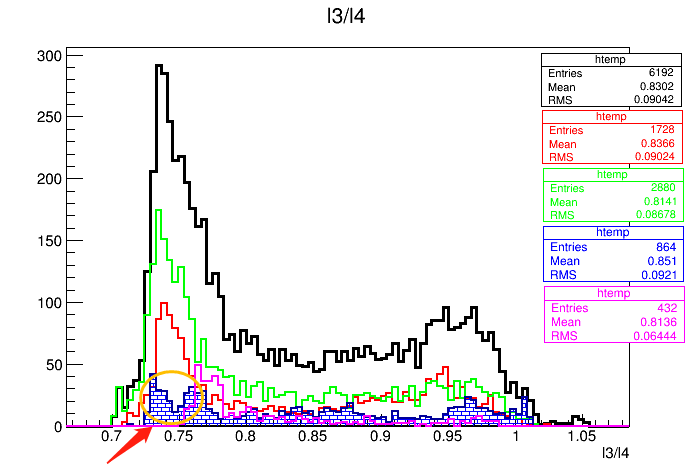 l3/l4
htemp
Entries 6192
Mean 0.8302
RMS 0.09042
htemp
Entries 1728
Mean 0.8366
RMS 0.09024
htemp
Entries 2880
Mean 0.8141
RMS 0.08678
htemp
Entries 864
Mean 0.851
RMS 0.0921
htemp
Entries 432
Mean 0.8136
RMS 0.06444
300
250
200
150
100
50
0
0.7 0.75 0.8 0.85 0.9 0.95 1 1.05
l3/l4